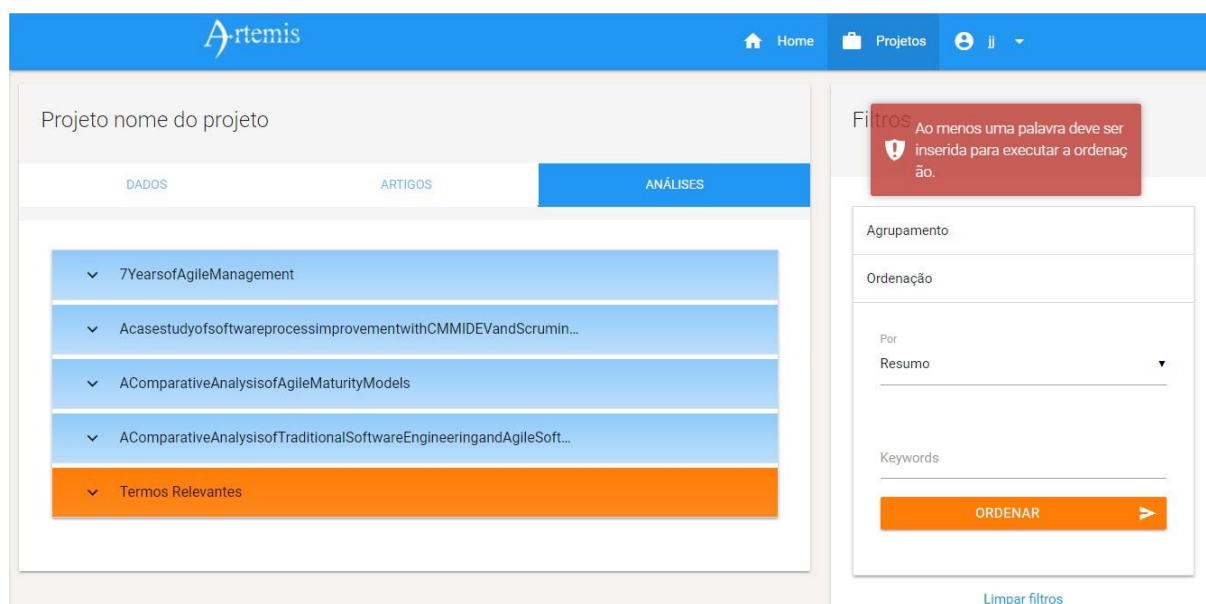 Artemis
Home
Projetos
jj
Projeto nome do projeto
DADOS
ARTIGOS
ANÁLISES
7YearsofAgileManagement
AcasestudyofsoftwareprocessimprovementwithCMMIDEVandScrumin...
AComparativeAnalysisofAgileMaturityModels
AComparativeAnalysisofTraditionalSoftwareEngineeringandAgileSoft...
Termos Relevantes
Filtros
Ao menos uma palavra deve ser
inserida para executar a ordenaç
ão.
Agrupamento
Ordenação
Por
Resumo
Keywords
ORDENAR
Limpar filtros